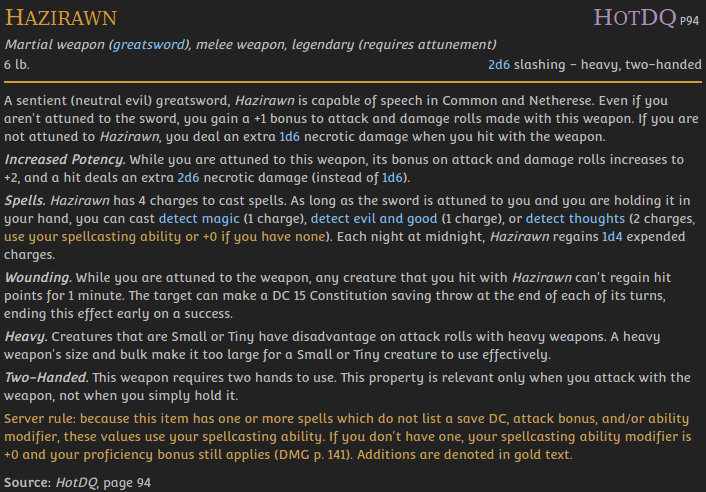 HAZIRAWN HOTDQ P94
Martial weapon (greatsword), melee weapon, legendary (requires attunement)
6 lb. 2d6 slashing - heavy, two-handed
A sentient (neutral evil) greatsword, Hazirawn is capable of speech in Common and Netherese. Even if you
aren't attuned to the sword, you gain a +1 bonus to attack and damage rolls made with this weapon. If you are
not attuned to Hazirawn, you deal an extra 1d6 necrotic damage when you hit with the weapon.
Increased Potency. While you are attuned to this weapon, its bonus on attack and damage rolls increases to
+2, and a hit deals an extra 2d6 necrotic damage (instead of 1d6).
Spells. Hazirawn has 4 charges to cast spells. As long as the sword is attuned to you and you are holding it in
your hand, you can cast detect magic (1 charge), detect evil and good (1 charge), or detect thoughts (2 charges,
use your spellcasting ability or +0 if you have none). Each night at midnight, Hazirawn regains 1d4 expended
charges.
Wounding. While you are attuned to the weapon, any creature that you hit with Hazirawn can't regain hit
points for 1 minute. The target can make a DC 15 Constitution saving throw at the end of each of its turns,
ending this effect early on a success.
Heavy. Creatures that are Small or Tiny have disadvantage on attack rolls with heavy weapons. A heavy
weapon's size and bulk make it too large for a Small or Tiny creature to use effectively.
Two-Handed. This weapon requires two hands to use. This property is relevant only when you attack with the
weapon, not when you simply hold it.
Server rule: because this item has one or more spells which do not list a save DC, attack bonus, and/or ability
modifier, these values use your spellcasting ability. If you don't have one, your spellcasting ability modifier is
+0 and your proficiency bonus still applies (DMG p. 141). Additions are denoted in gold text.
Source: HotDQ, page 94